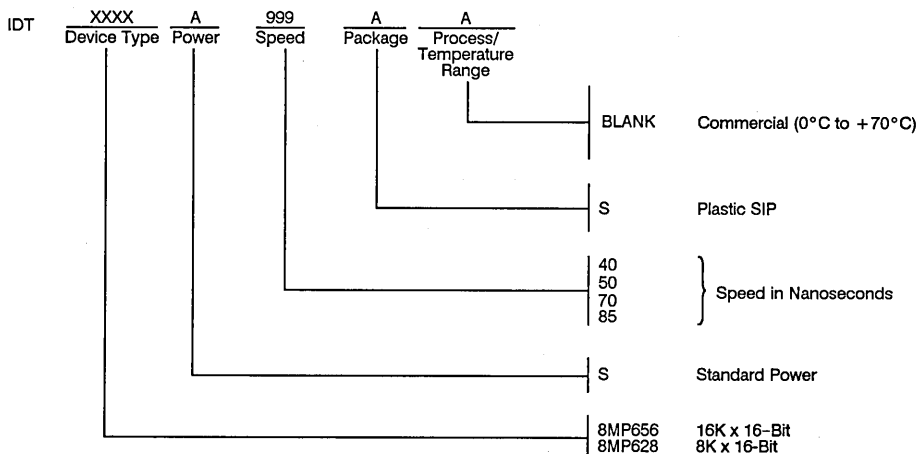 IDT XXXX A 999 A A
Device Type Power Speed Package Process/
Temperature
Range
BLANK Commercial (0°C to +70°C)
S Plastic SIP
40
50
70
85
Speed in Nanoseconds
S Standard Power
8MP656 16K x 16-Bit
8MP628 8K x 16-Bit